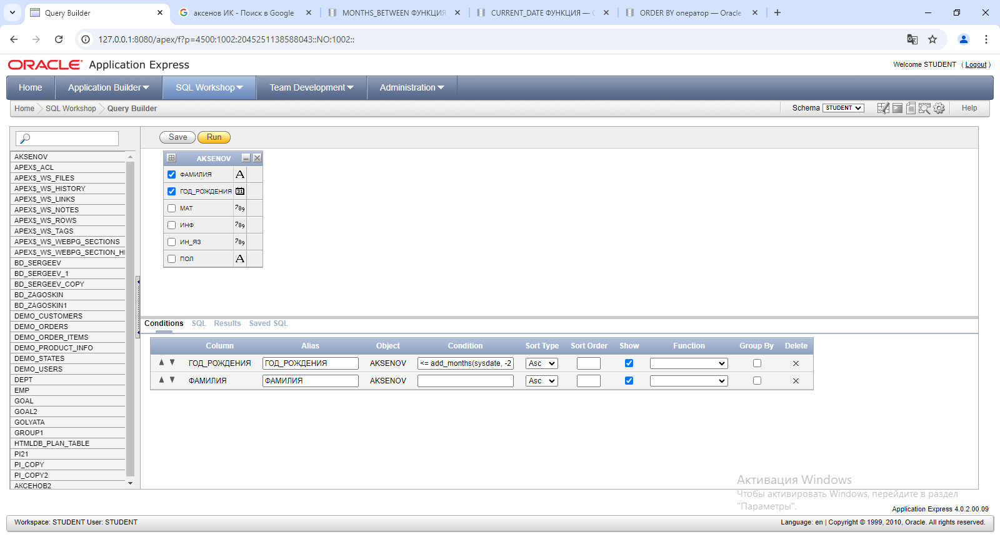 Query Builder
аксенов ИК - Поиск в Google
MONTHS_BETWEEN ФУНКЦИЯ
CURRENT_DATE ФУНКЦИЯ — О
ORDER BY оператор — Oracle
127.0.0.1:8080/apex/f?p=4500:1002:2045251138588043::NO:1002::
ORACLE Application Express
Welcome STUDENT ( Logout )
Home
Application Builder
SQL Workshop
Team Development
Administration
Home
SQL Workshop
Query Builder
Schema STUDENT
Help
Save
Run
AKSENOV
APEX$_ACL
APEX$_WS_FILES
APEX$_WS_HISTORY
APEX$_WS_LINKS
APEX$_WS_NOTES
APEX$_WS_ROWS
APEX$_WS_TAGS
APEX$_WS_WEBPG_SECTIONS
APEX$_WS_WEBPG_SECTION_HI
BD_SERGEEV
BD_SERGEEV_1
BD_SERGEEV_COPY
BD_ZAGOSKIN
BD_ZAGOSKIN1
DEMO_CUSTOMERS
DEMO_ORDERS
DEMO_ORDER_ITEMS
DEMO_PRODUCT_INFO
DEMO_STATES
DEMO_USERS
DEPT
EMP
GOAL
GOAL2
GOLYATA
GROUP1
HTMLDB_PLAN_TABLE
PI21
PI_COPY
PI_COPY2
АКСЕНОВ2
AKSENOV
ФАМИЛИЯ A
ГОД_РОЖДЕНИЯ 31
МАТ 789
ИНФ 789
ИН_ЯЗ 789
ПОЛ A
Conditions SQL Results Saved SQL
Column Alias Object Condition Sort Type Sort Order Show Function Group By Delete
ГОД_РОЖДЕНИЯ ГОД_РОЖДЕНИЯ AKSENOV <= add_months(sysdate, -2 Asc
ФАМИЛИЯ ФАМИЛИЯ AKSENOV Asc
Активация Windows
Чтобы активировать Windows, перейдите в раздел
"Параметры".
Application Express 4.0.2.00.09
Workspace: STUDENT User: STUDENT
Language: en | Copyright © 1999, 2010, Oracle. All rights reserved.